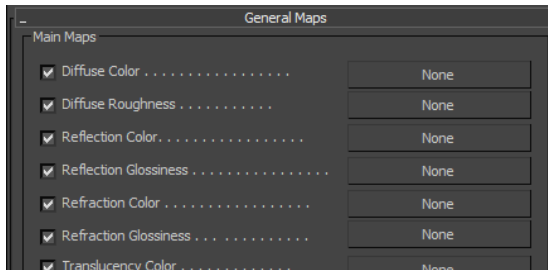 General Maps
Main Maps
Diffuse Color . . . . . . . . . . . . . . . . . . None
Diffuse Roughness . . . . . . . . . . . None
Reflection Color. . . . . . . . . . . . . . . . . None
Reflection Glossiness . . . . . . . . . . . . . . . . None
Refraction Color . . . . . . . . . . . . . . . . . None
Refraction Glossiness . . . . . . . . . . . . . None
Translucency Color . . . . . . . . . . . . . None